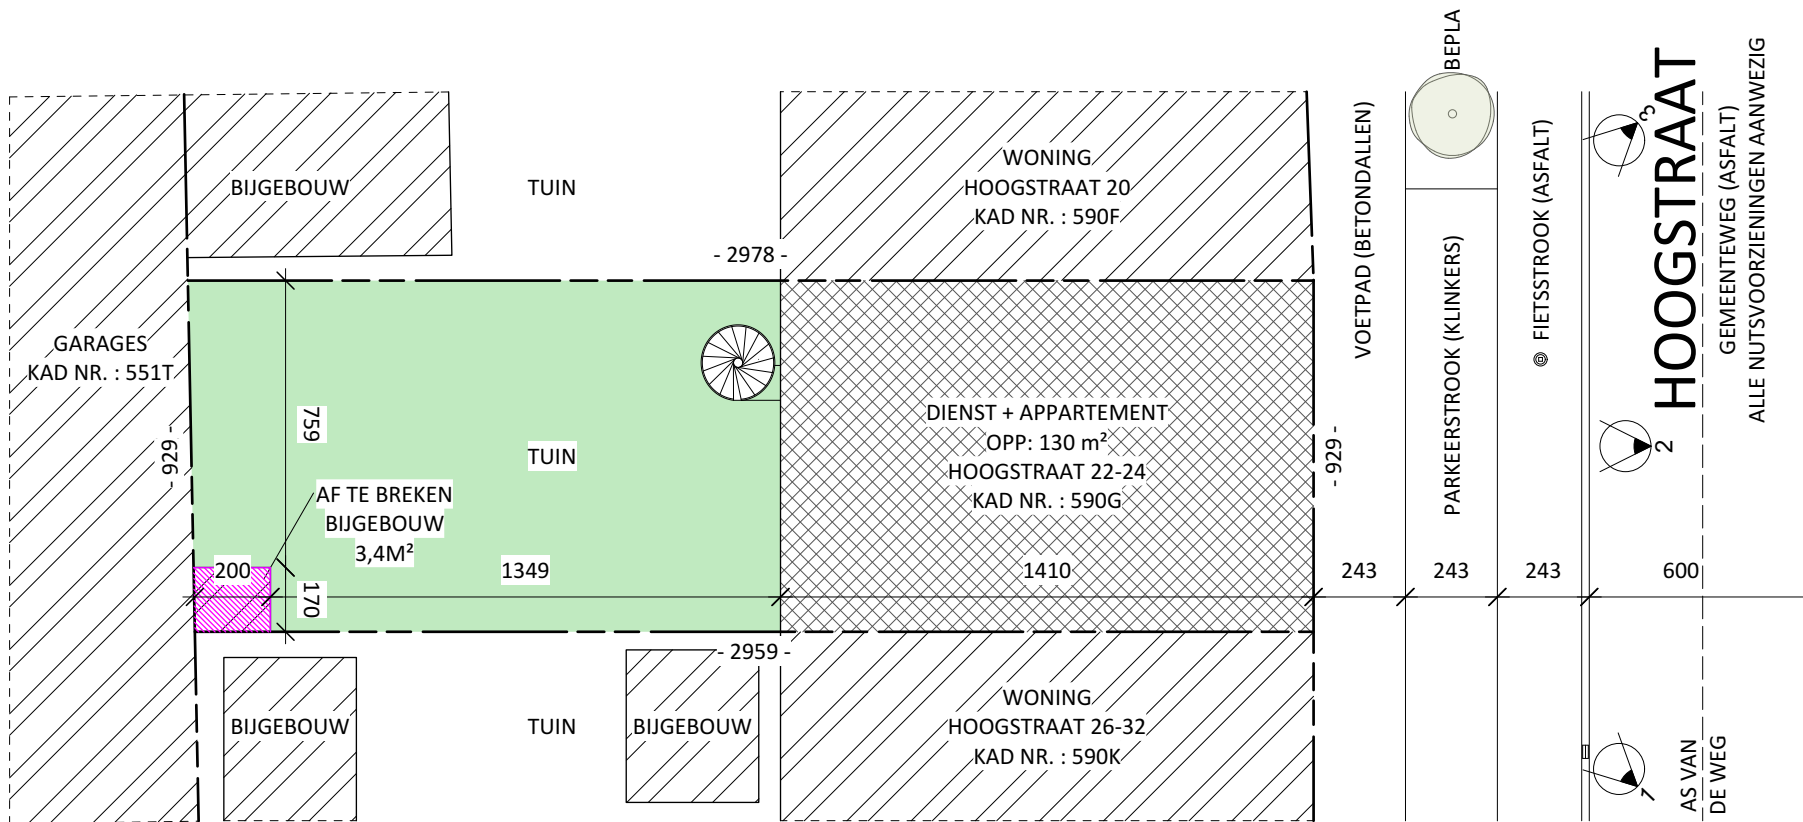 BIJGEBOUW
TUIN
WONING
HOOGSTRAAT 20
KAD NR. : 590F
- 2978 -
GARAGES
KAD NR. : 551T
- 929 -
759
TUIN
AF TE BREKEN
BIJGEBOUW
3,4M²
200
170
1349
DIENST + APPARTEMENT
OPP: 130 m²
HOOGSTRAAT 22-24
KAD NR. : 590G
1410
- 929 -
243
243
243
600
- 2959 -
BIJGEBOUW
TUIN
BIJGEBOUW
WONING
HOOGSTRAAT 26-32
KAD NR. : 590K
VOETPAD (BETONDALLEN)
BEPLA
PARKEERSTROOK (KLINKERS)
FIETSSTROOK (ASFALT)
3
2
1
HOOGSTRAAT
GEMEENTEWEG (ASFALT)
ALLE NUTSVOORZIENINGEN AANWEZIG
AS VAN
DE WEG